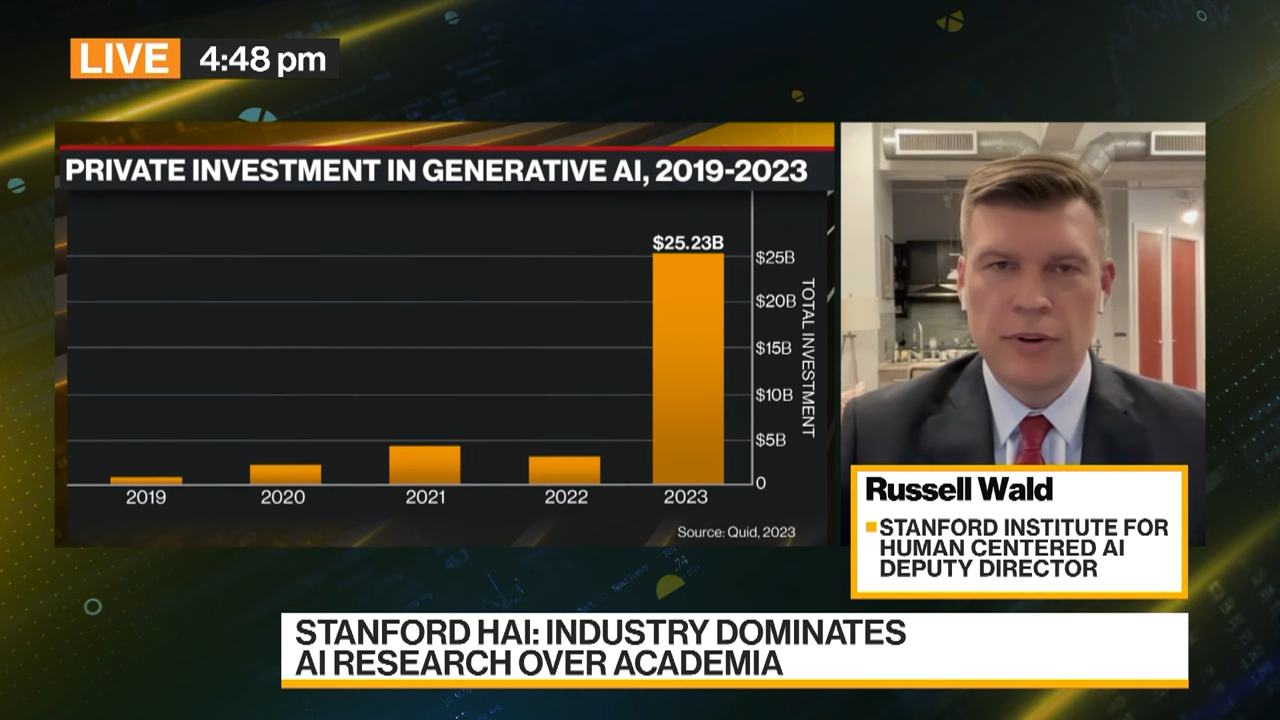 LIVE 4:48 pm
PRIVATE INVESTMENT IN GENERATIVE AI, 2019-2023
$25.23B
$25B
$20B
$15B
$10B
$5B
0
TOTAL INVESTMENT
2019 2020 2021 2022 2023
Source: Quid, 2023
Russell Wald
STANFORD INSTITUTE FOR
HUMAN CENTERED AI
DEPUTY DIRECTOR
STANFORD HAI: INDUSTRY DOMINATES
AI RESEARCH OVER ACADEMIA